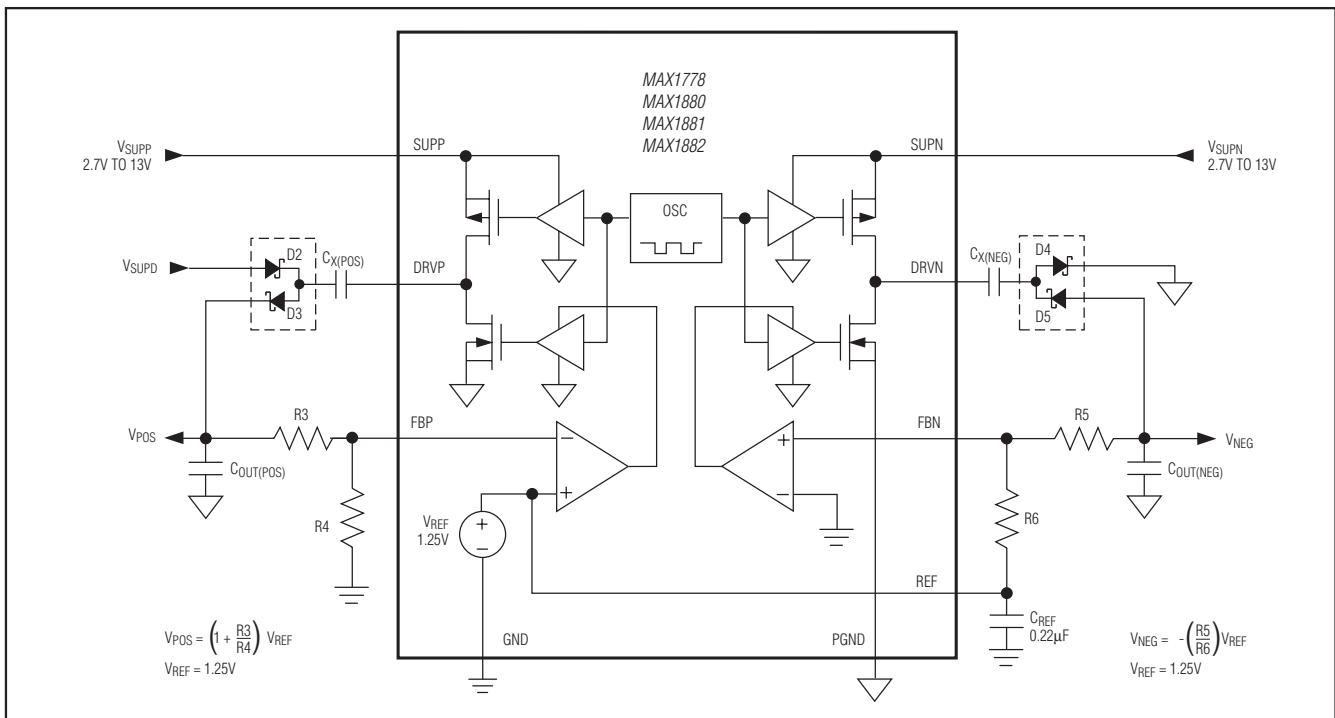 MAX1778
MAX1880
MAX1881
MAX1882
VSUPP
2.7V TO 13V
SUPP
SUPN
VSUPN
2.7V TO 13V
OSC
VSUPD
D2
D3
CX(POS)
DRVP
DRVN
CX(NEG)
D4
D5
VPOS
R3
FBP
FBN
R5
VNEG
COUT(POS)
R4
−
+
+
−
COUT(NEG)
R6
VREF
1.25V
+
−
REF
CREF
0.22µF
GND
PGND
VPOS = (1 + R3/R4) VREF
VREF = 1.25V
VNEG = -(R5/R6)VREF
VREF = 1.25V